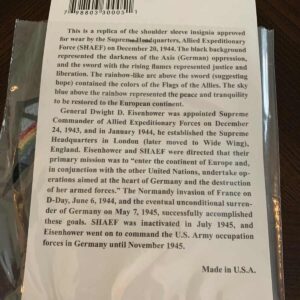 7 98803 30005 1
This is a replica of the shoulder sleeve insignia approved
for wear by the Supreme Headquarters, Allied Expeditionary
Force (SHAEF) on December 20, 1944. The black background
represented the darkness of the Axis (German) oppression,
and the sword with the rising flames represented justice and
liberation. The rainbow-like arc above the sword (suggesting
hope) contained the colors of the Flags of the Allies. The sky
blue above the rainbow represented the peace and tranquility
to be restored to the European continent.
General Dwight D. Eisenhower was appointed Supreme
Commander of Allied Expeditionary Forces on December
24, 1943, and in January 1944, he established the Supreme
Headquarters in London (later moved to Wide Wing),
England. Eisenhower and SHAEF were directed that their
primary mission was to "enter the continent of Europe and,
in conjunction with the other United Nations, undertake op-
erations aimed at the heart of Germany and the destruction
of her armed forces." The Normandy invasion of France on
D-Day, June 6, 1944, and the eventual unconditional surren-
der of Germany on May 7, 1945, successfully accomplished
these goals. SHAEF was inactivated in July 1945, and
Eisenhower went on to command the U.S. Army occupation
forces in Germany until November 1945.
Made in U.S.A.